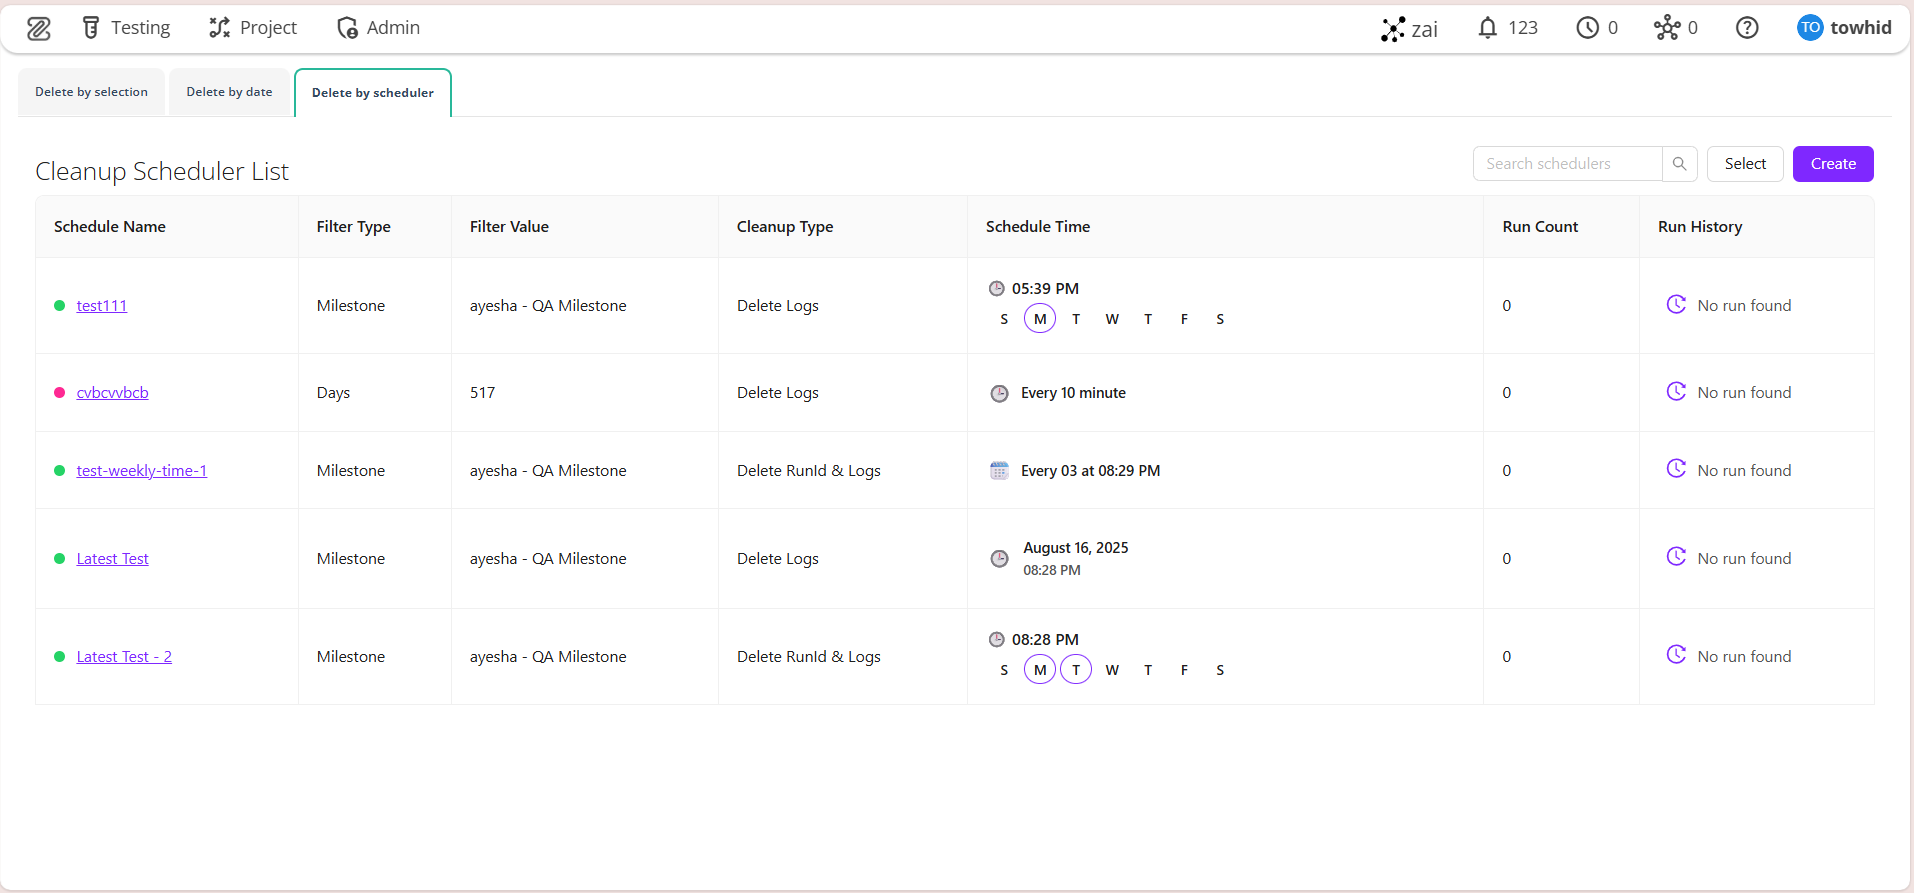 Testing Project Admin zai 123 0 0 TO towhid
Delete by selection Delete by date Delete by scheduler
Cleanup Scheduler List Search schedulers Select Create
Schedule Name Filter Type Filter Value Cleanup Type Schedule Time Run Count Run History
05:39 PM
test111 Milestone ayesha - QA Milestone Delete Logs 0 No run found
S M T W T F S
cvbcvvbcb Days 517 Delete Logs Every 10 minute 0 No run found
test-weekly-time-1 Milestone ayesha - QA Milestone Delete RunId & Logs Every 03 at 08:29 PM 0 No run found
August 16, 2025
Latest Test Milestone ayesha - QA Milestone Delete Logs 0 No run found
08:28 PM
08:28 PM
Latest Test - 2 Milestone ayesha - QA Milestone Delete RunId & Logs 0 No run found
S M T W T F S